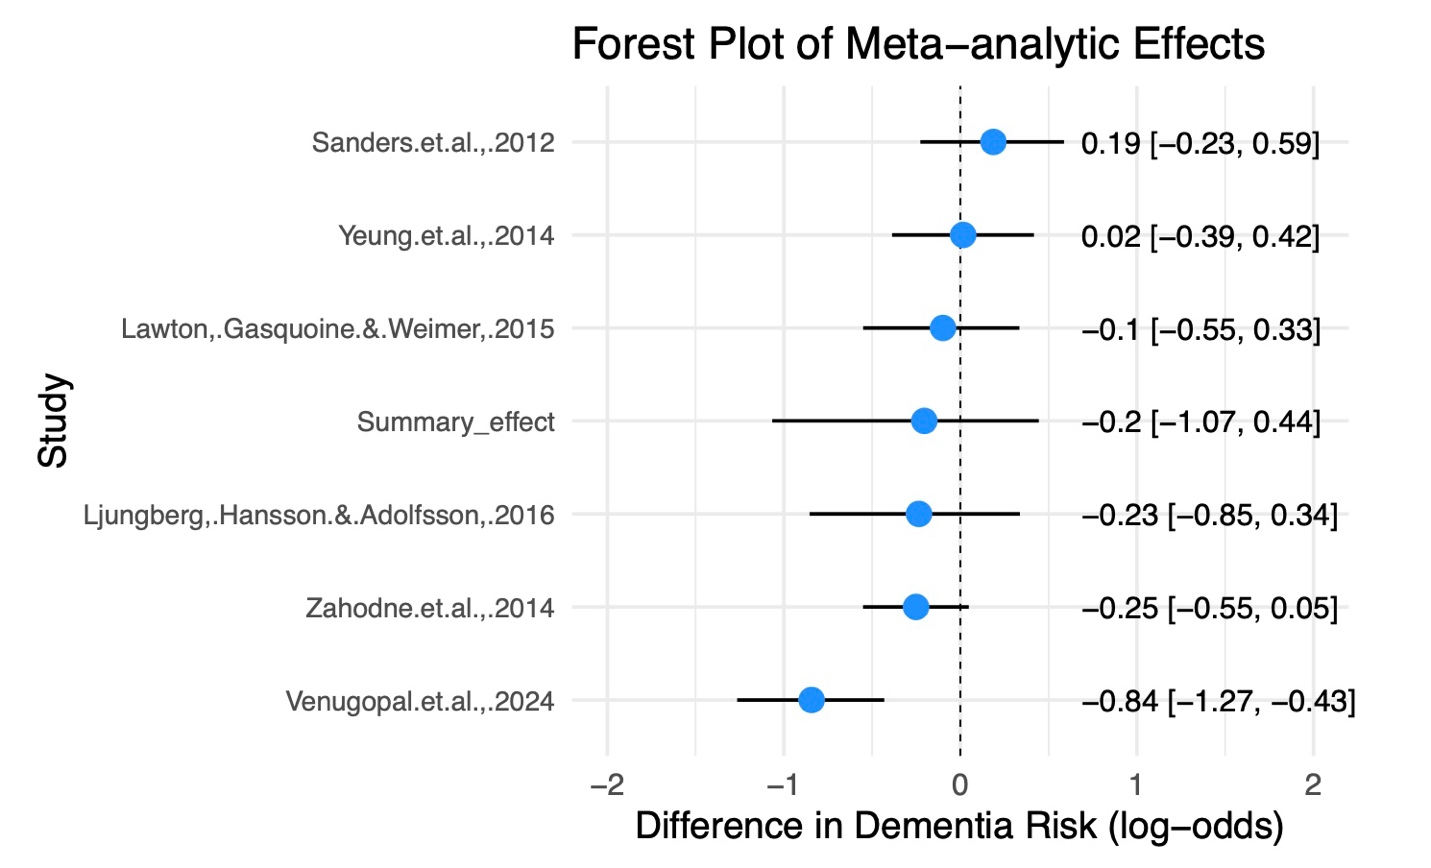 Forest Plot of Meta−analytic Effects
Study
Sanders.et.al.,.2012 0.19 [−0.23, 0.59]
Yeung.et.al.,.2014 0.02 [−0.39, 0.42]
Lawton,.Gasquoine.&.Weimer,.2015 −0.1 [−0.55, 0.33]
Summary_effect −0.2 [−1.07, 0.44]
Ljungberg,.Hansson.&.Adolfsson,.2016 −0.23 [−0.85, 0.34]
Zahodne.et.al.,.2014 −0.25 [−0.55, 0.05]
Venugopal.et.al.,.2024 −0.84 [−1.27, −0.43]
−2 −1 0 1 2
Difference in Dementia Risk (log−odds)